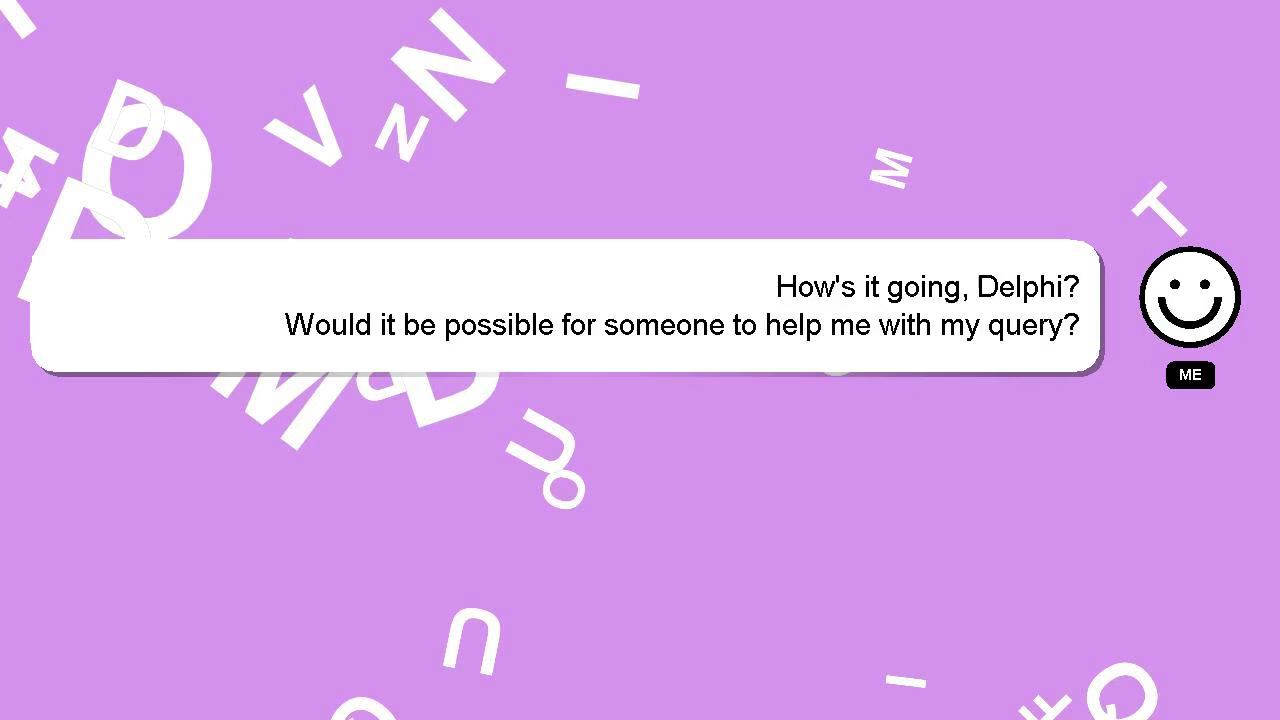 How's it going, Delphi?
Would it be possible for someone to help me with my query?
ME